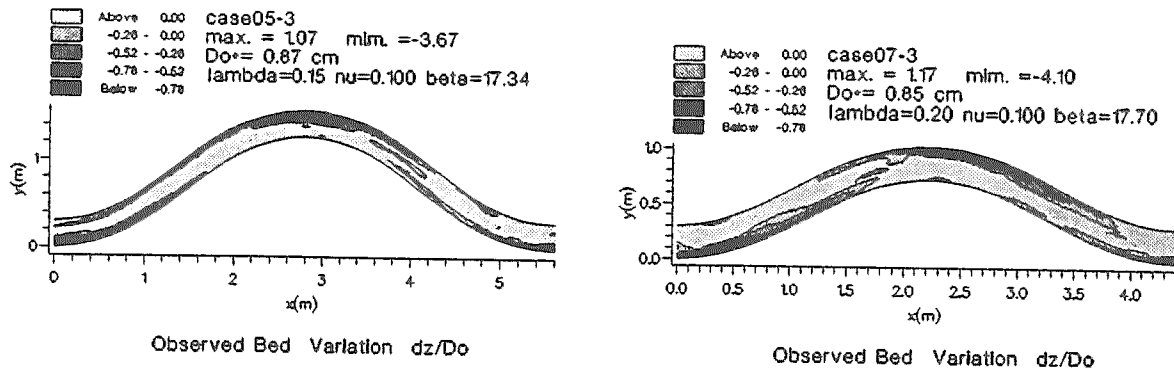 Above 0.00 case05-3
-0.26 - 0.00 max. = 1.07 mim. =-3.67
-0.52 - -0.26 Do*= 0.87 cm
-0.78 - -0.52 lambda=0.15 nu=0.100 beta=17.34
Below -0.78
y(m)
1
0
0 1 2 3 4 5
x(m)
Observed Bed Variation dz/Do
Above 0.00 case07-3
-0.26 - 0.00 max. = 1.17 mim. =-4.10
-0.52 - -0.26 Do*= 0.85 cm
-0.78 - -0.52 lambda=0.20 nu=0.100 beta=17.70
Below -0.78
y(m)
1.0
0.5
0.0
0.0 0.5 1.0 1.5 2.0 2.5 3.0 3.5 4.0
x(m)
Observed Bed Variation dz/Do